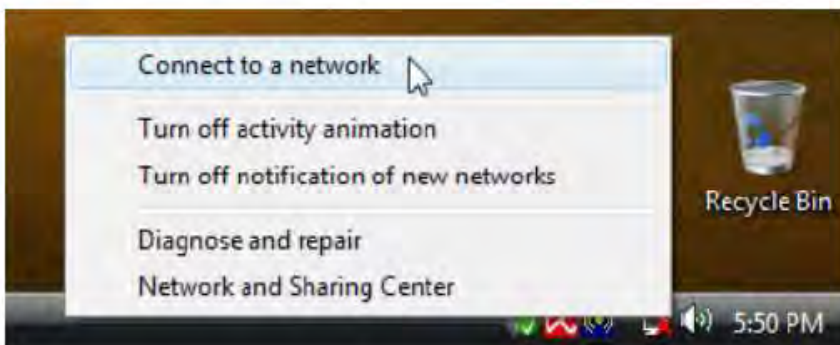 Connect to a network
Turn off activity animation
Turn off notification of new networks
Recycle Bin
Diagnose and repair
Network and Sharing Center
5:50 PM